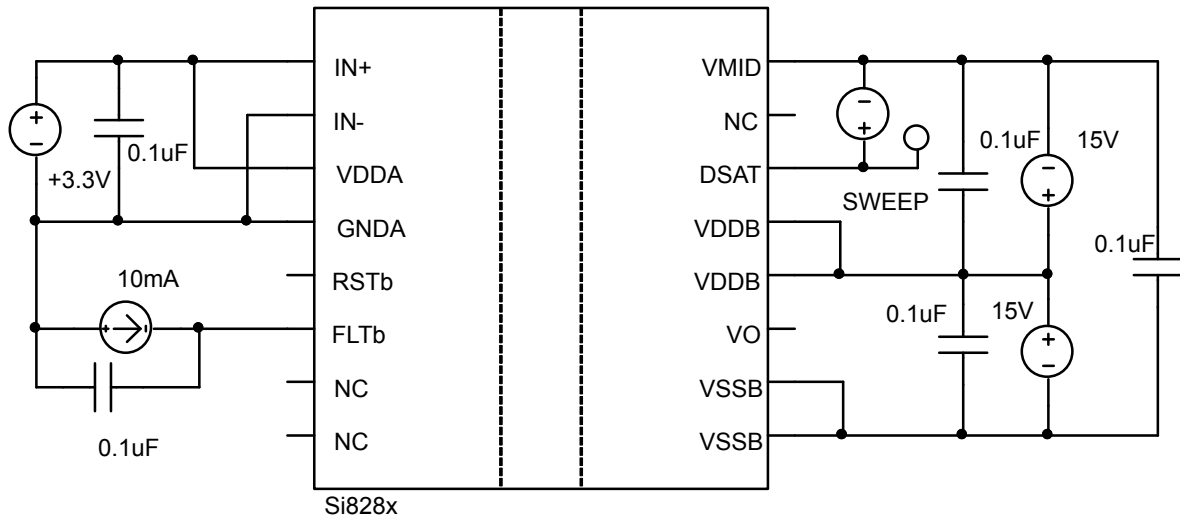 IN+
IN-
VDDA
GNDA
RSTb
FLTb
NC
NC
VMID
NC
DSAT
VDDB
VDDB
VO
VSSB
VSSB
+
-
+3.3V
0.1uF
10mA
+
-
0.1uF
-
+
SWEEP
0.1uF
15V
-
+
0.1uF
0.1uF
15V
+
-
Si828x